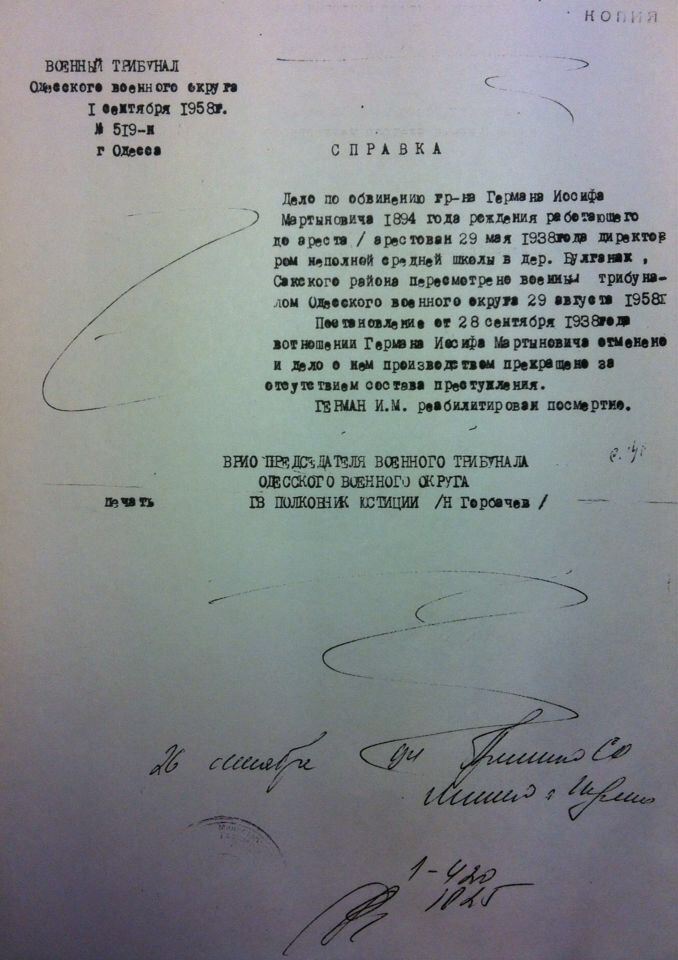 КОПИЯ
ВОЕННЫЙ ТРИБУНАЛ
Одесского военного округа
I сентября 1958г.
№ 519-н
г Одесса
СПРАВКА
Дело по обвинению гр-на Германа Иосифа
Мартыновича 1894 года рождения работающего
до ареста / арестован 29 мая 1938года директор
ром неполной средней школы в дер. Булганак ,
Сакского района пересмотрено военным трибуна-
лом Одесского военного округа 29 августа 1958г
Постановление от 28 сентября 1938года
вотношении Германа Иосифа Мартыновича отменено
и дело о нем производством прекращено за
отсутствием состава преступления.
ГЕРМАН И.М. реабилитирован посмертно.
ВРИО ПРЕДСЕДАТЕЛЯ ВОЕННОГО ТРИБУНАЛА
ОДЕССКОГО ВОЕННОГО ОКРУГА
печать ГВ ПОЛКОВНИК ЮСТИЦИИ /Н Горбачев /
26
1-420
1025